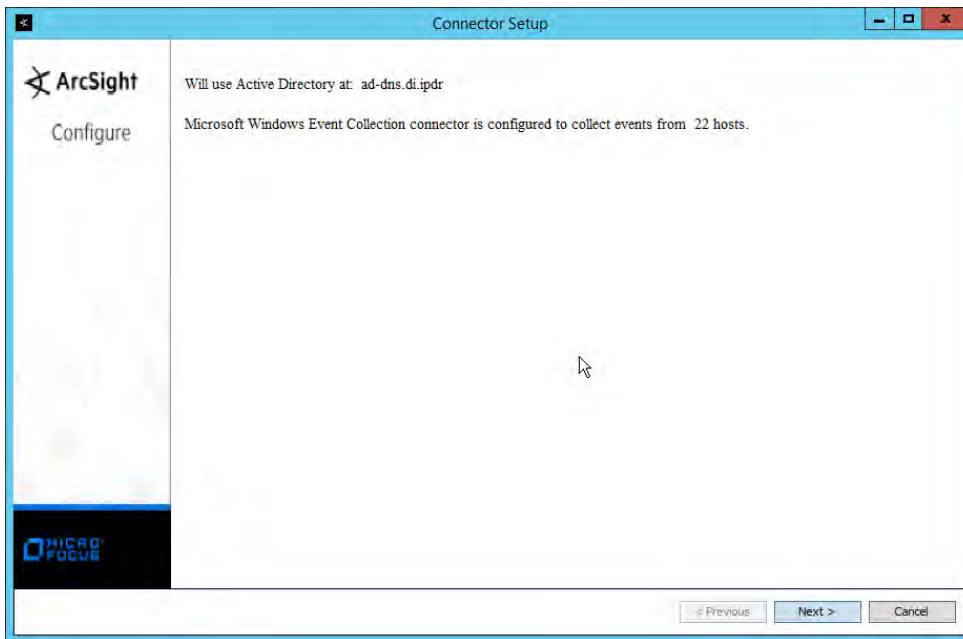 Connector Setup
ArcSight
Configure
Will use Active Directory at: ad-dns.di.ipdr
Microsoft Windows Event Collection connector is configured to collect events from 22 hosts.
MICRO
FOCUS
< Previous
Next >
Cancel